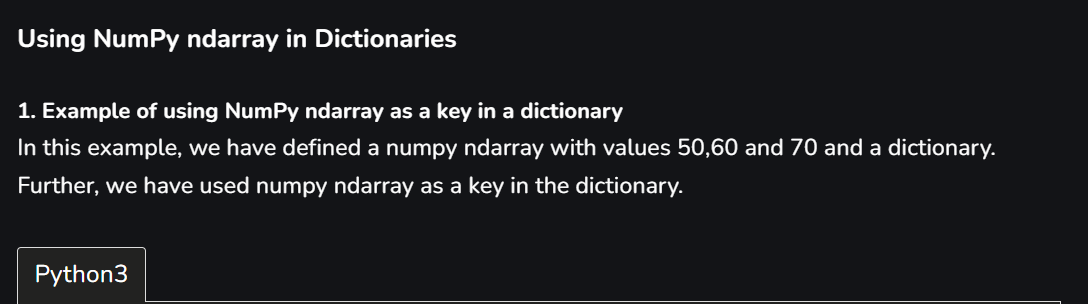 Using NumPy ndarray in Dictionaries
1. Example of using NumPy ndarray as a key in a dictionary
In this example, we have defined a numpy ndarray with values 50,60 and 70 and a dictionary.
Further, we have used numpy ndarray as a key in the dictionary.
Python3